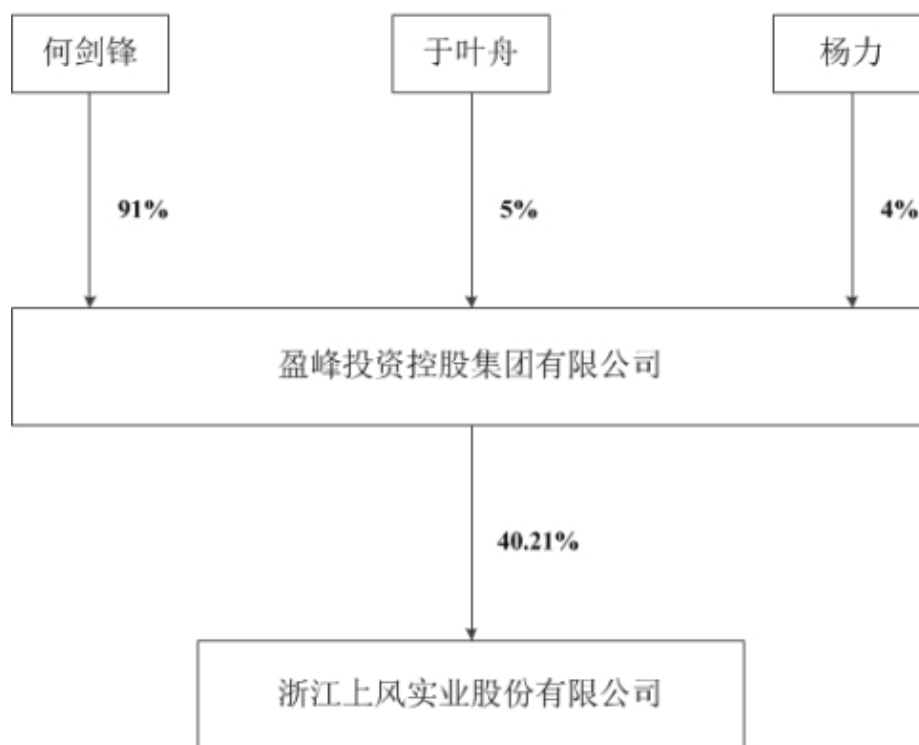 何剑锋
于叶舟
杨力
91%
5%
4%
盈峰投资控股集团有限公司
40.21%
浙江上风实业股份有限公司